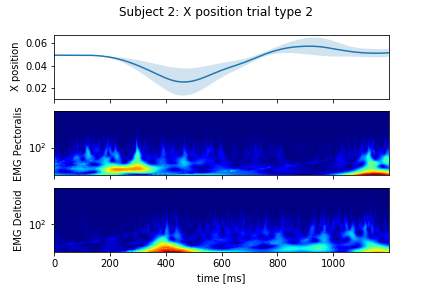 Subject 2: X position trial type 2
X position
0.06
0.04
0.02
EMG Pectoralis
10²
EMG Deltoid
10²
0 200 400 600 800 1000
time [ms]